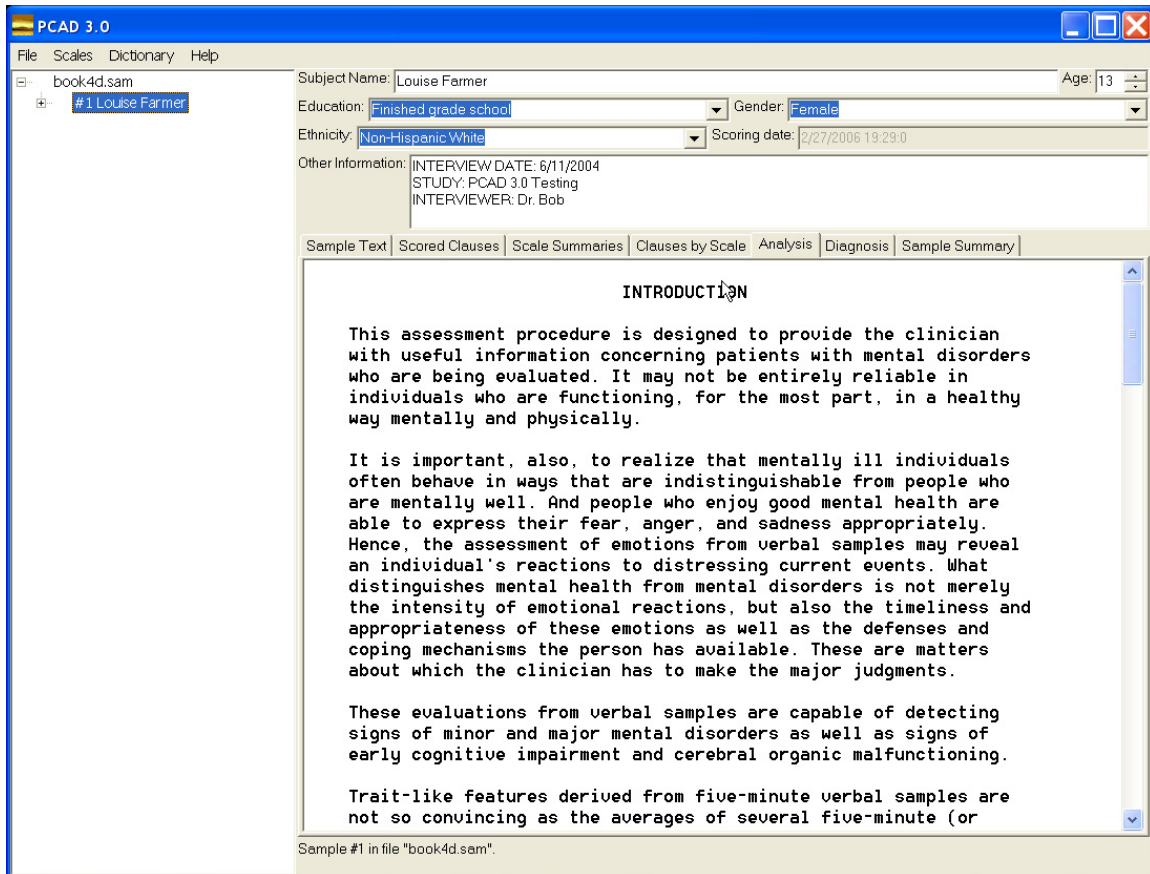 PCAD 3.0
File Scales Dictionary Help
book4d.sam
#1 Louise Farmer
Subject Name: Louise Farmer Age: 13
Education: Finished grade school Gender: Female
Ethnicity: Non-Hispanic White Scoring date: 2/27/2006 19:29:0
Other Information: INTERVIEW DATE: 6/11/2004
STUDY: PCAD 3.0 Testing
INTERVIEWER: Dr. Bob
Sample Text Scored Clauses Scale Summaries Clauses by Scale Analysis Diagnosis Sample Summary
INTRODUCTION
This assessment procedure is designed to provide the clinician
with useful information concerning patients with mental disorders
who are being evaluated. It may not be entirely reliable in
individuals who are functioning, for the most part, in a healthy
way mentally and physically.
It is important, also, to realize that mentally ill individuals
often behave in ways that are indistinguishable from people who
are mentally well. And people who enjoy good mental health are
able to express their fear, anger, and sadness appropriately.
Hence, the assessment of emotions from verbal samples may reveal
an individual's reactions to distressing current events. What
distinguishes mental health from mental disorders is not merely
the intensity of emotional reactions, but also the timeliness and
appropriateness of these emotions as well as the defenses and
coping mechanisms the person has available. These are matters
about which the clinician has to make the major judgments.
These evaluations from verbal samples are capable of detecting
signs of minor and major mental disorders as well as signs of
early cognitive impairment and cerebral organic malfunctioning.
Trait-like features derived from five-minute verbal samples are
not so convincing as the averages of several five-minute (or
Sample #1 in file "book4d.sam".